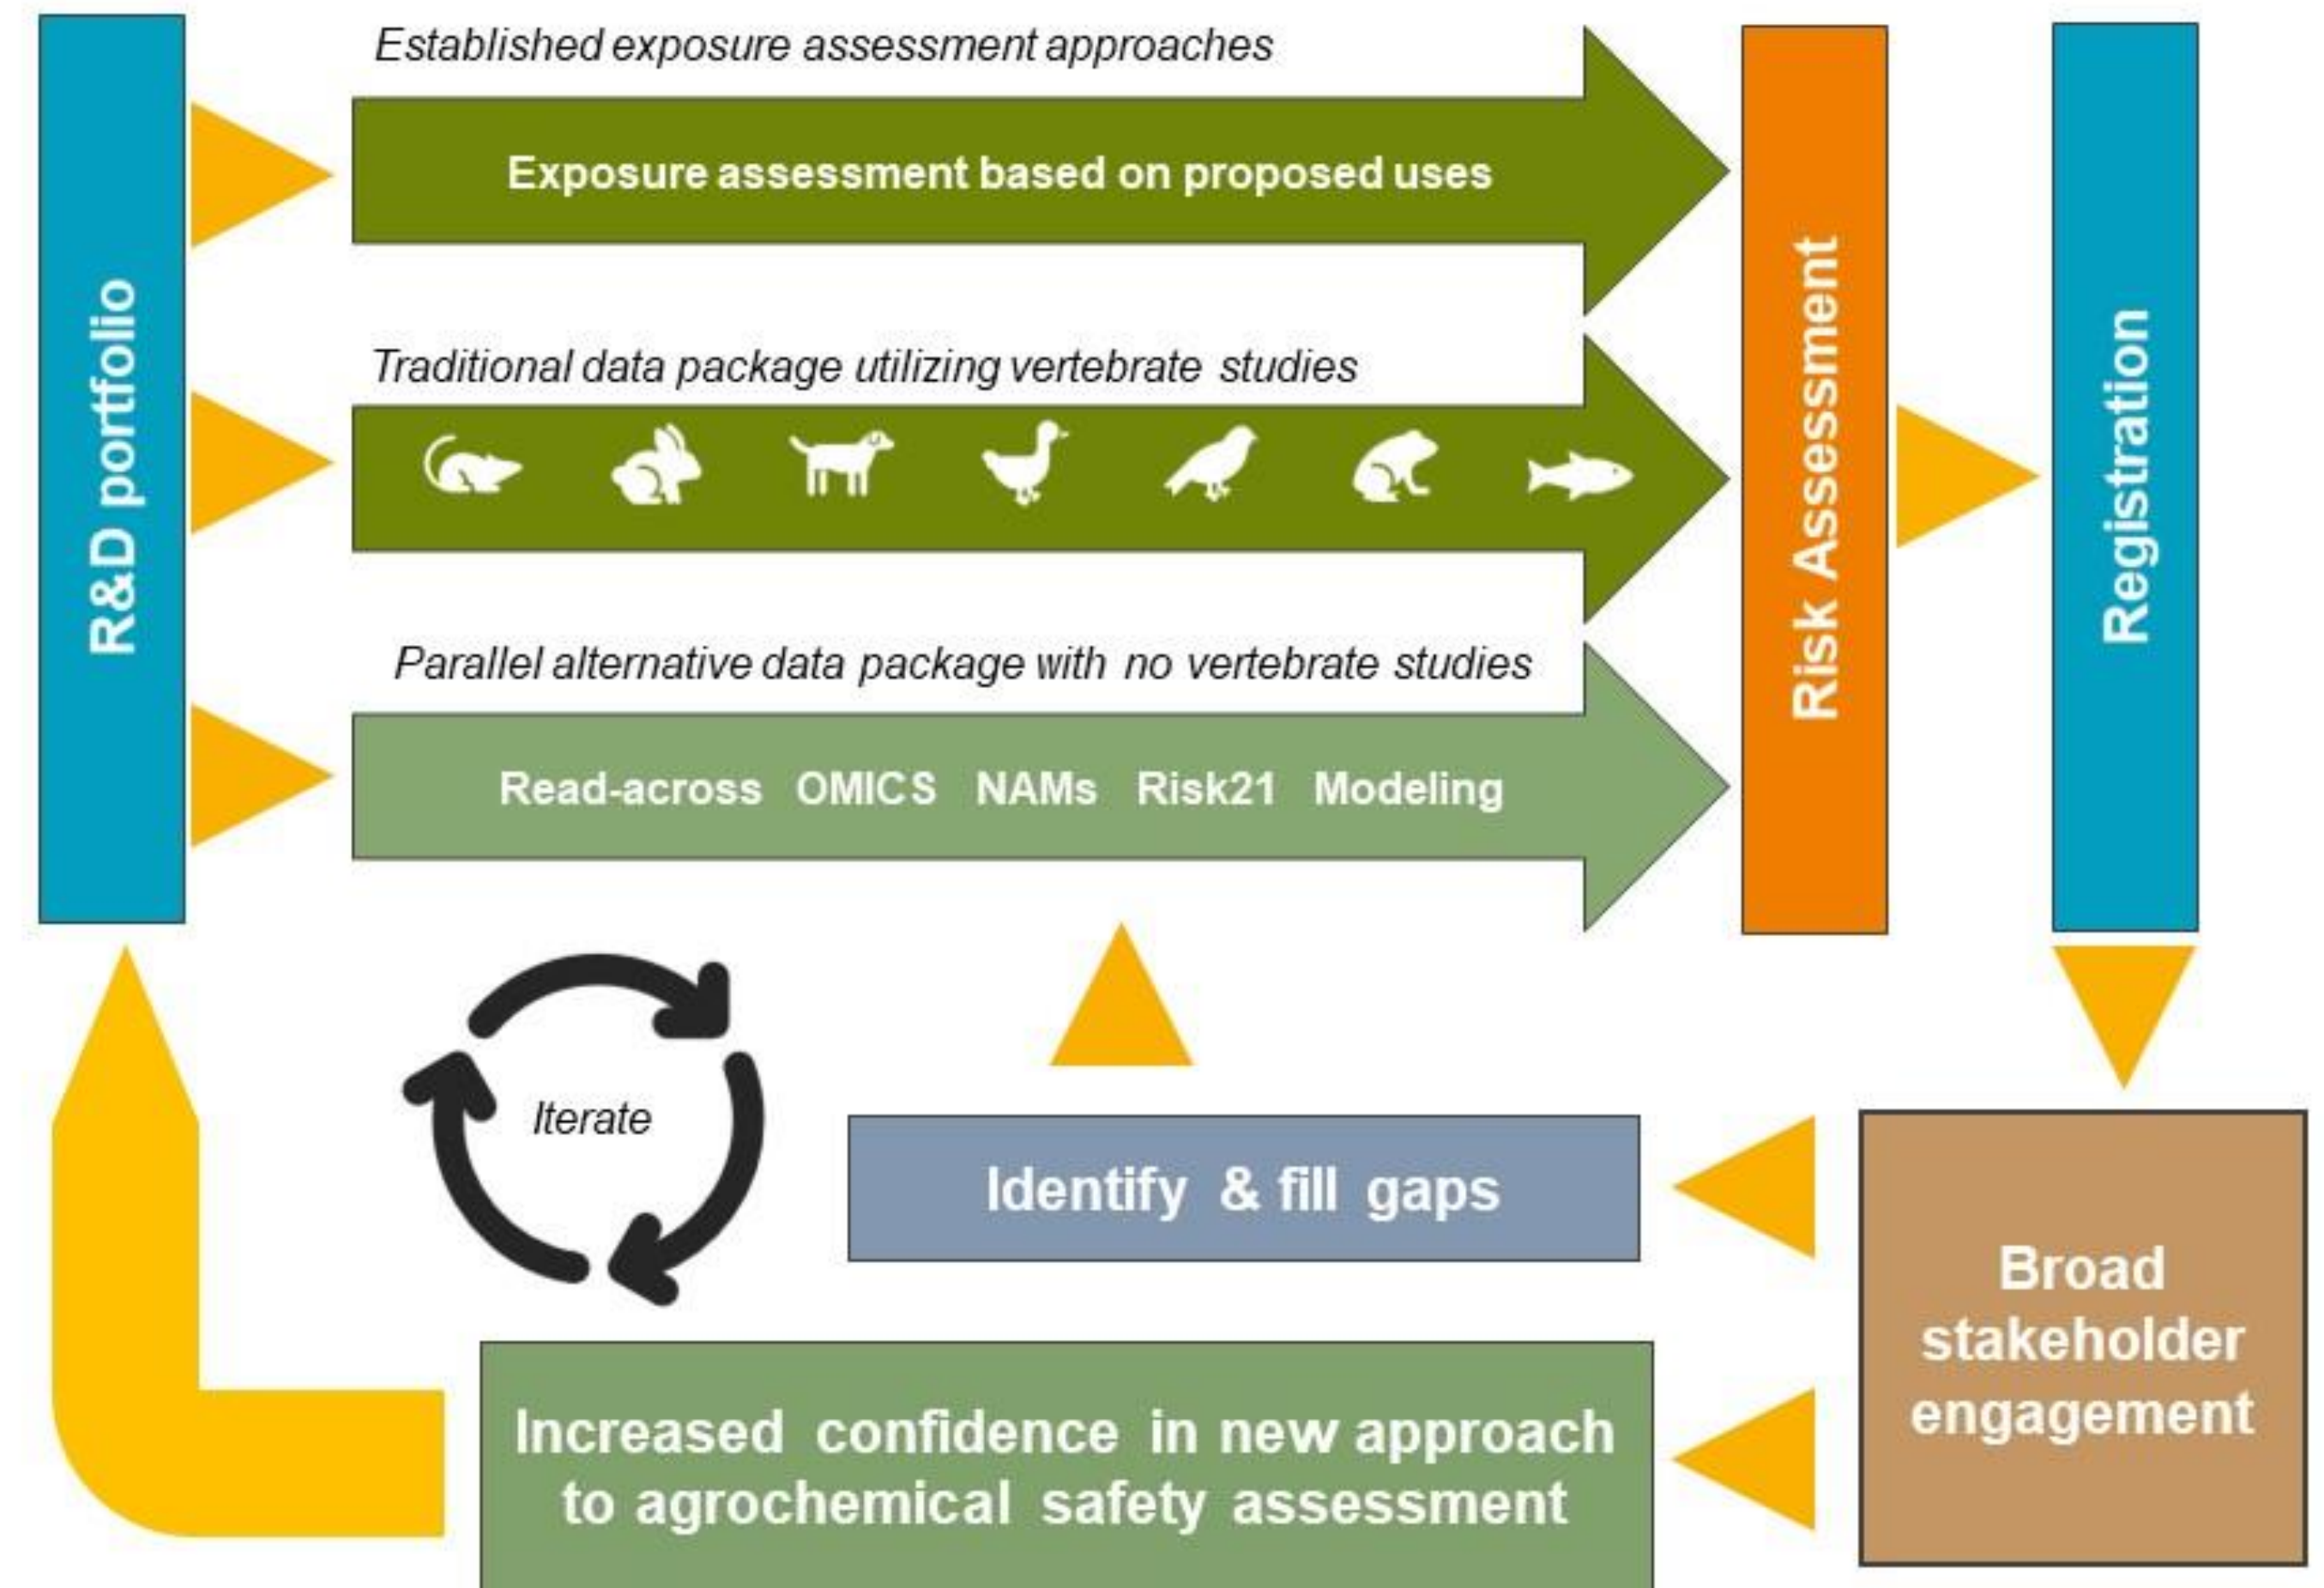 R&D portfolio
Established exposure assessment approaches
Exposure assessment based on proposed uses
Traditional data package utilizing vertebrate studies
Parallel alternative data package with no vertebrate studies
Read-across OMICS NAMs Risk21 Modeling
Risk Assessment
Registration
Iterate
Identify & fill gaps
Broad
stakeholder
engagement
Increased confidence in new approach
to agrochemical safety assessment